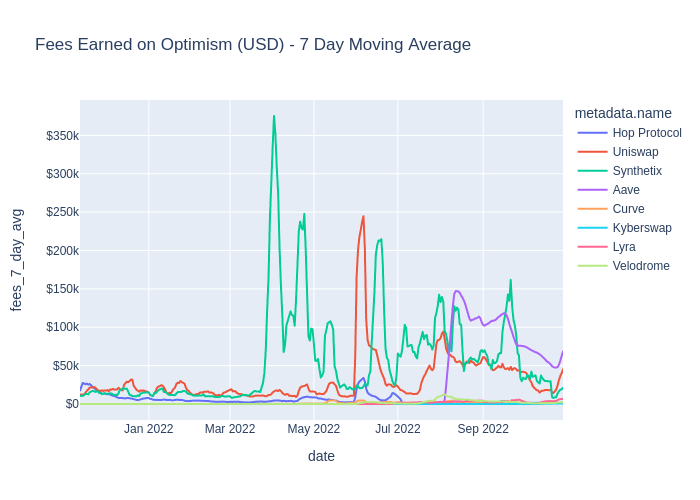 Fees Earned on Optimism (USD) - 7 Day Moving Average
metadata.name
Hop Protocol
Uniswap
Synthetix
Aave
Curve
Kyberswap
Lyra
Velodrome
fees_7_day_avg
$350k
$300k
$250k
$200k
$150k
$100k
$50k
$0
Jan 2022 Mar 2022 May 2022 Jul 2022 Sep 2022
date